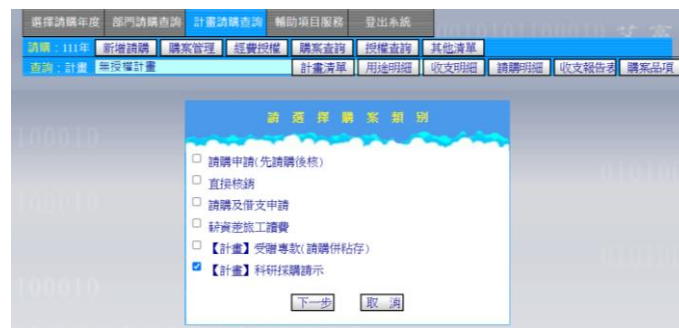 選擇請購年度 部門請購查詢 計畫請購查詢 輔助項目服務 登出系統
請購：111年 新增請購 購案管理 經費授權 購案查詢 授權查詢 其他清單
查詢：計畫 無授權計畫 計畫清單 用途明細 收支明細 請購明細 收支報告表 購案品項
請選擇購案類別
請購申請(先請購後核)
直接核銷
請購及借支申請
薪資差旅工讀費
【計畫】受贈專款(請購併粘存)
【計畫】科研採購請示
下一步 取消